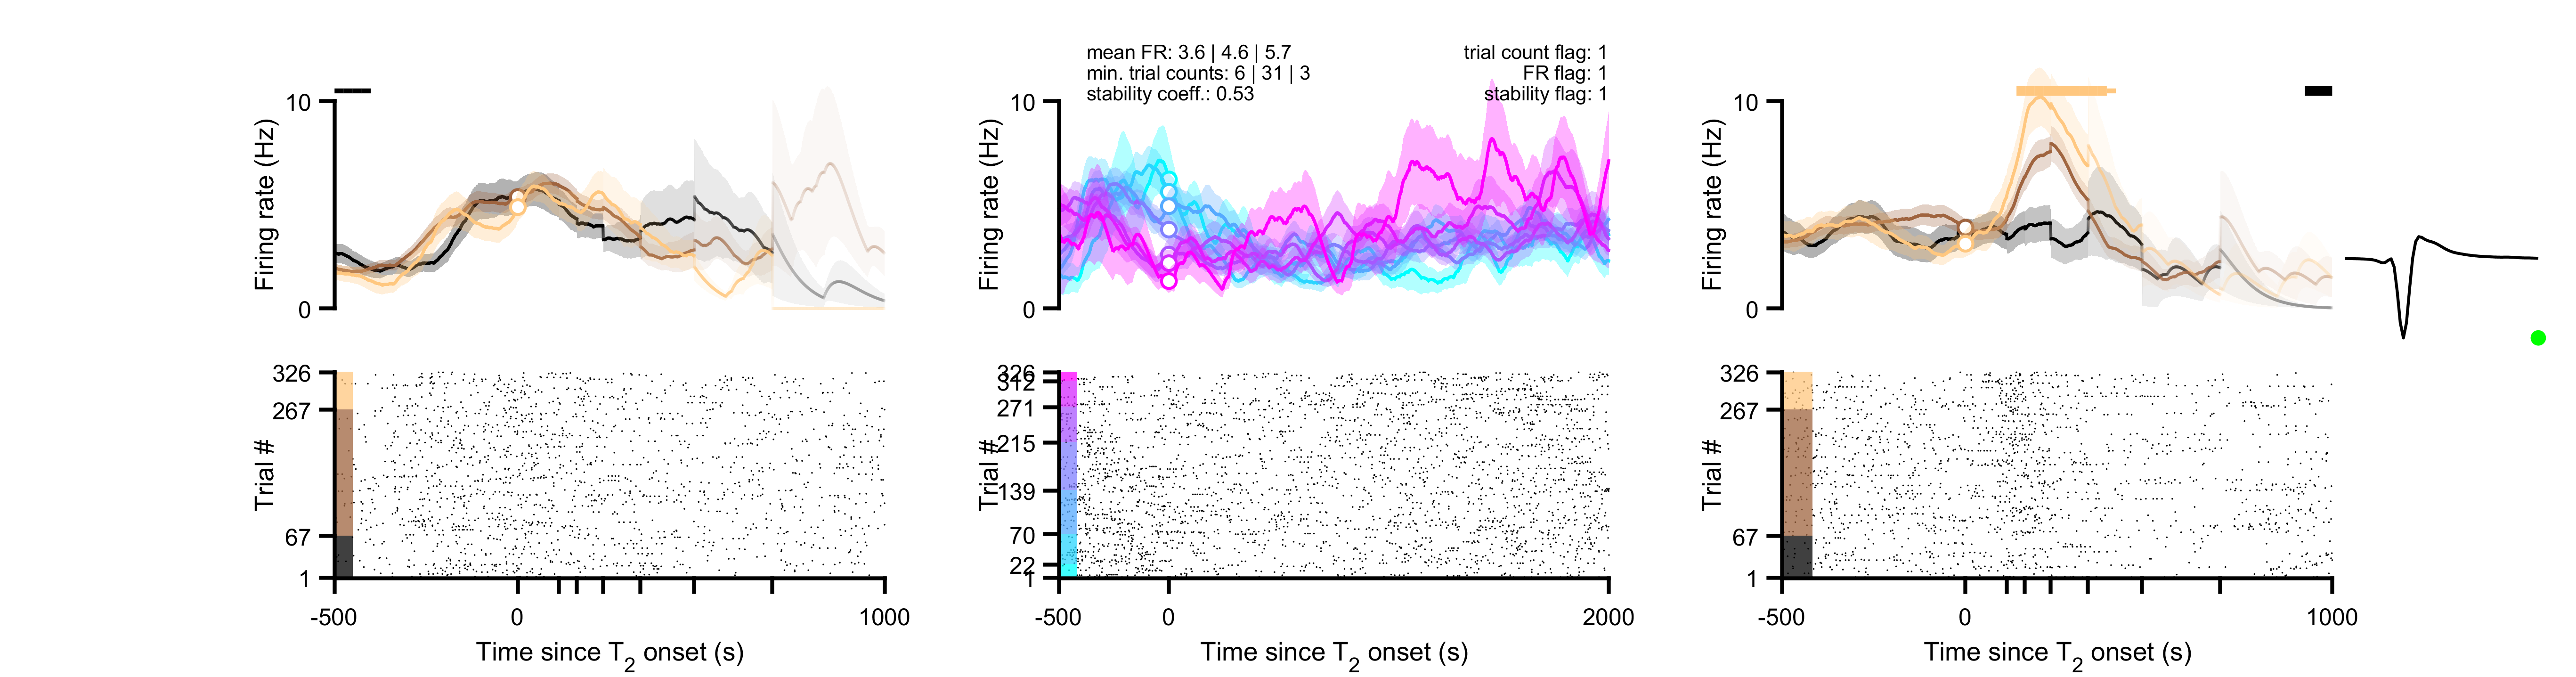 mean FR: 3.6 | 4.6 | 5.7
min. trial counts: 6 | 31 | 3
stability coeff.: 0.53
trial count flag: 1
FR flag: 1
stability flag: 1
10
0
Firing rate (Hz)
10
0
Firing rate (Hz)
10
0
Firing rate (Hz)
326
267
67
1
Trial #
-500
0
1000
Time since T2 onset (s)
326
312
271
215
139
70
22
1
Trial #
-500
0
2000
Time since T2 onset (s)
326
267
67
1
Trial #
-500
0
1000
Time since T2 onset (s)